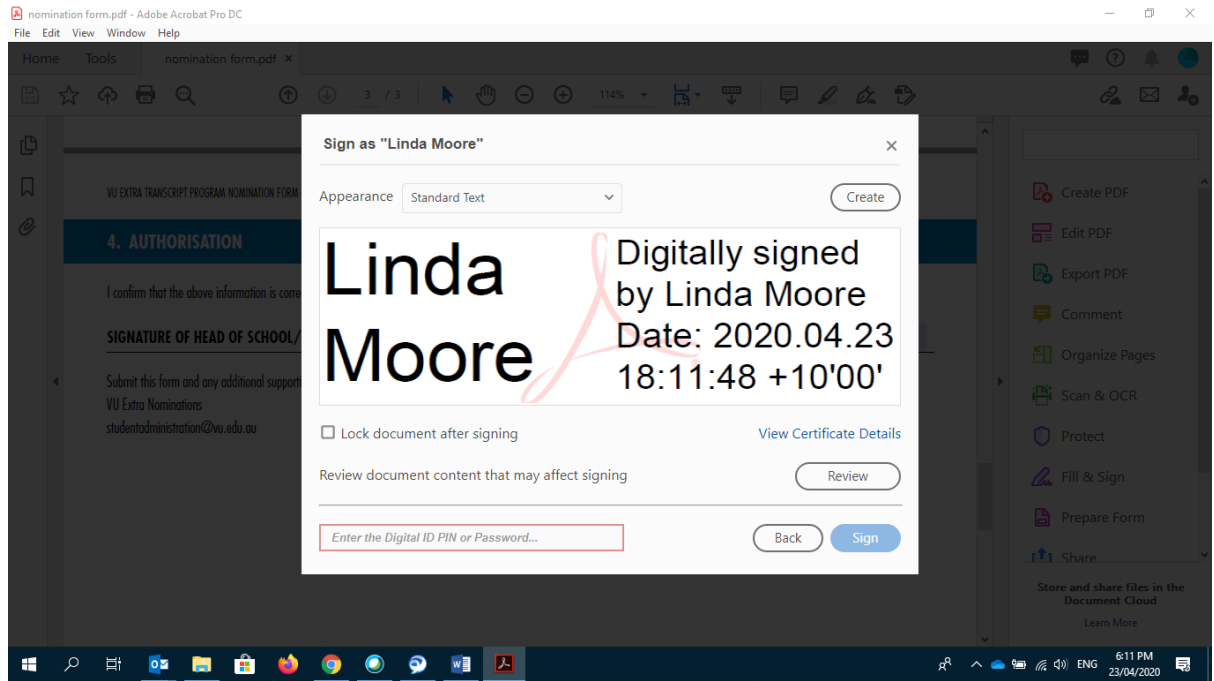 nomination form.pdf - Adobe Acrobat Pro DC
File Edit View Window Help
Home Tools nomination form.pdf ×
3 / 3 114%
Sign as "Linda Moore"
Appearance Standard Text Create
Linda
Moore
Digitally signed
by Linda Moore
Date: 2020.04.23
18:11:48 +10'00'
Lock document after signing View Certificate Details
Review document content that may affect signing Review
Enter the Digital ID PIN or Password... Back Sign
VU EXTRA TRANSCRIPT PROGRAM NOMINATION FORM
4. AUTHORISATION
I confirm that the above information is corre
SIGNATURE OF HEAD OF SCHOOL/
Submit this form and any additional supporti
VU Extra Nominations
studentadministration@vu.edu.au
Create PDF
Edit PDF
Export PDF
Comment
Organize Pages
Scan & OCR
Protect
Fill & Sign
Prepare Form
Share
Store and share files in the
Document Cloud
Learn More
ENG
6:11 PM
23/04/2020